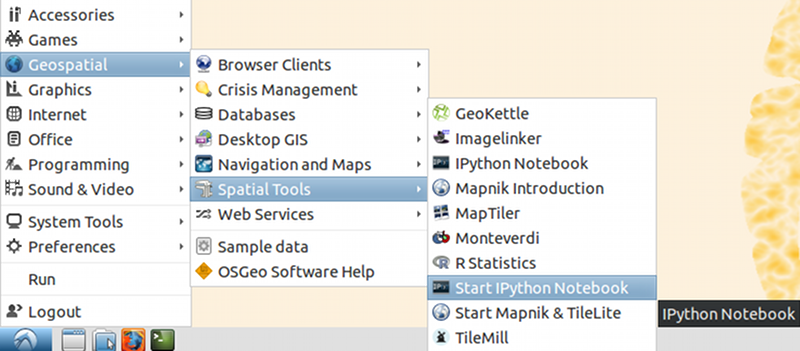 Accessories
Games
Geospatial
Graphics
Internet
Office
Programming
Sound & Video
System Tools
Preferences
Run
Logout
Browser Clients
Crisis Management
Databases
Desktop GIS
Navigation and Maps
Spatial Tools
Web Services
Sample data
OSGeo Software Help
GeoKettle
Imagelinker
IPython Notebook
Mapnik Introduction
MapTiler
Monteverdi
R Statistics
Start IPython Notebook
Start Mapnik & TileLite
TileMill
IPython Notebook